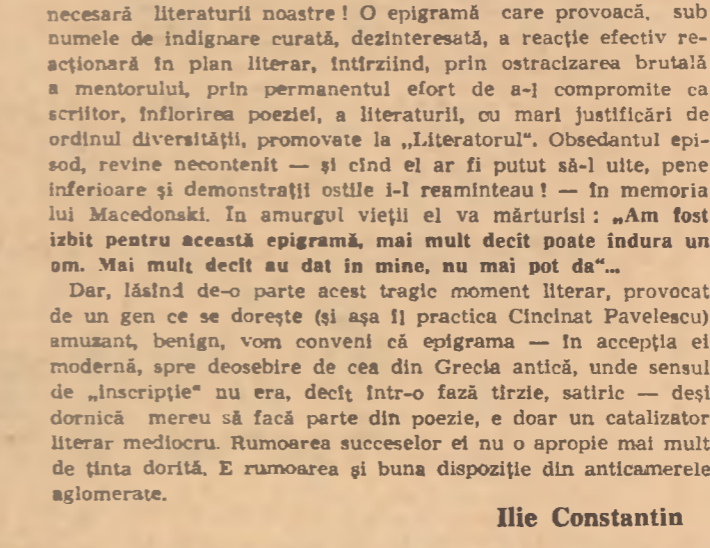 necesară literaturii noastre ! O epigramă care provoacă, sub
numele de indignare curată, dezinteresată, a reacție efectiv re-
acționară în plan literar, întîrziind, prin ostracizarea brutală
a mentorului, prin permanentul efort de a-l compromite ca
scriitor, înflorirea poeziei, a literaturii, cu mari justificări de
ordinul diversității, promovate la „Literatorul“. Obsedantul epi-
sod, revine necontenit — și cînd el ar fi putut să-l uite, pene
inferioare și demonstrații ostile i-l reaminteau ! — în memoria
lui Macedonski. În amurgul vieții el va mărturisi : „Am fost
izbit pentru această epigramă, mai mult decît poate îndura un
om. Mai mult decît au dat în mine, nu mai pot da“...
Dar, lăsînd de-o parte acest tragic moment literar, provocat
de un gen ce se dorește (și așa îl practica Cincinat Pavelescu)
amuzant, benign, vom conveni că epigrama — în accepția ei
modernă, spre deosebire de cea din Grecia antică, unde sensul
de „inscripție“ nu era, decît într-o fază tîrzie, satiric — deși
dornică mereu să facă parte din poezie, e doar un catalizator
literar mediocru. Rumoarea succeselor ei nu o apropie mai mult
de ținta dorită. E rumoarea și buna dispoziție din anticamerele
aglomerate.
Ilie Constantin